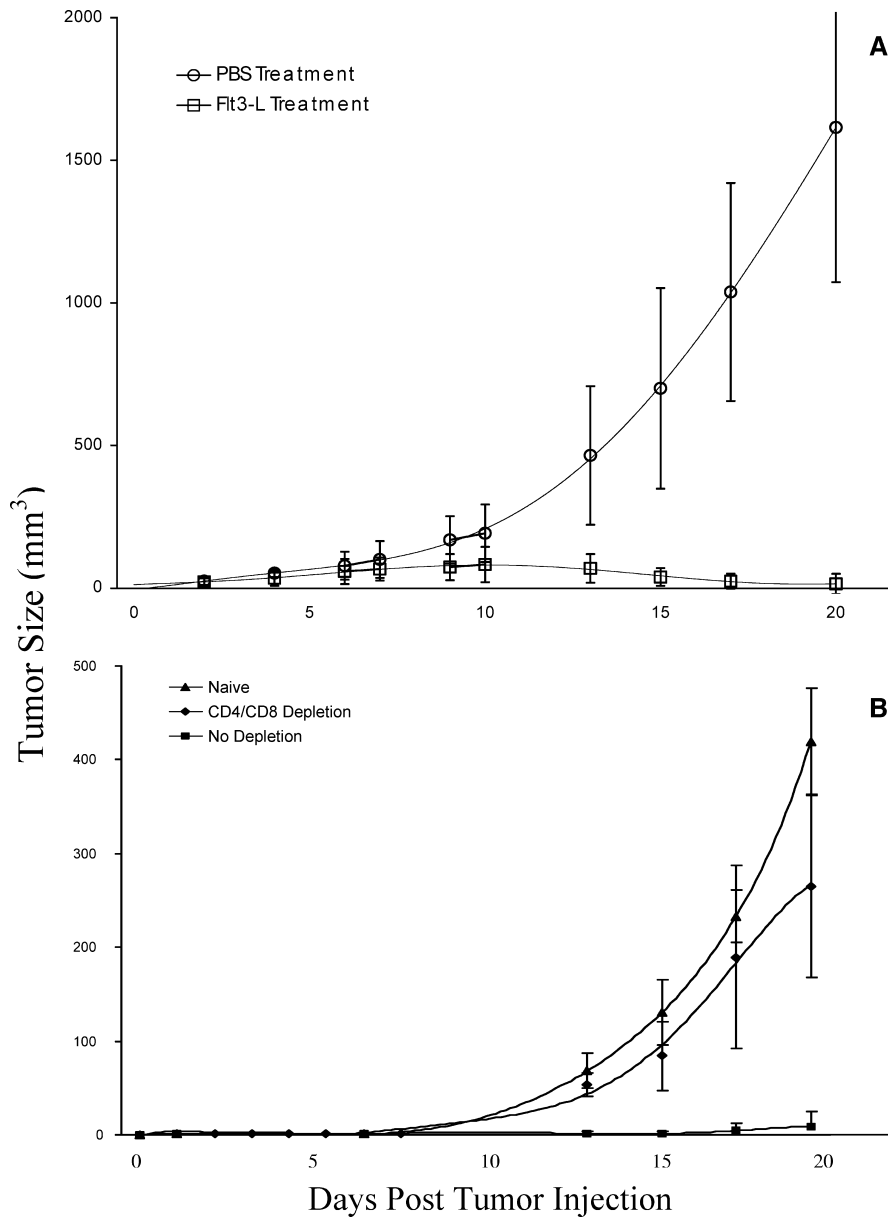 2000
A
PBS Treatment
Flt3-L Treatment
1500
1000
500
0
0 5 10 15 20
Tumor Size (mm³)
500
Naive
B
CD4/CD8 Depletion
No Depletion
400
300
200
100
0
0 5 10 15 20
Days Post Tumor Injection